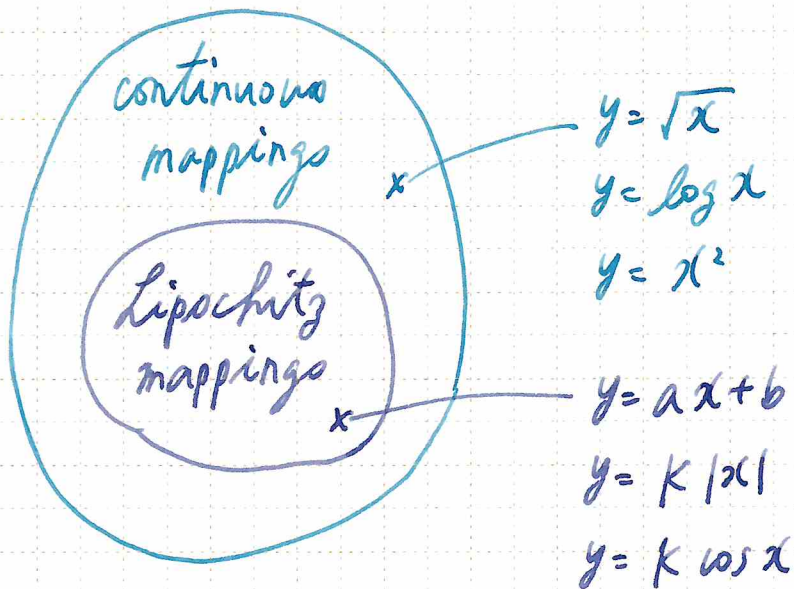 continuous
mappings
x
y = √x
y = log x
y = x²
Lipschitz
mappings
x
y = ax + b
y = k|x|
y = k cos x